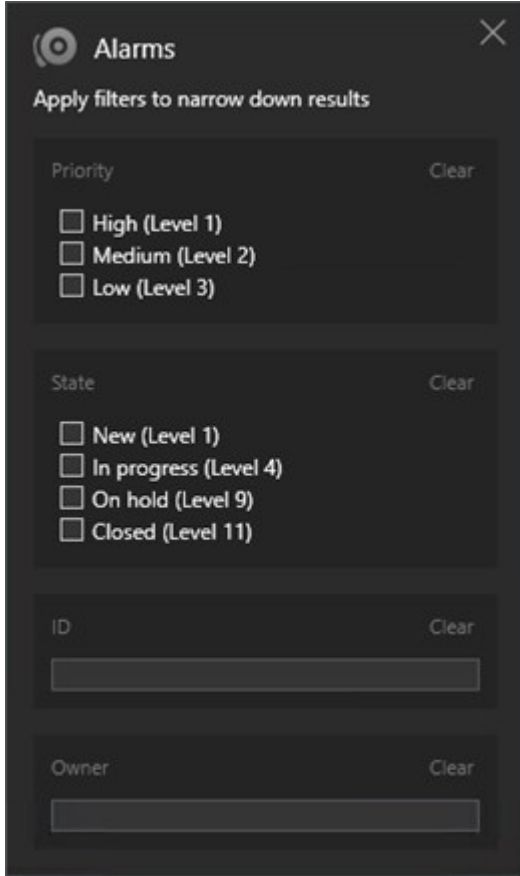 Alarms
Apply filters to narrow down results
Priority Clear
High (Level 1)
Medium (Level 2)
Low (Level 3)
State Clear
New (Level 1)
In progress (Level 4)
On hold (Level 9)
Closed (Level 11)
ID Clear
Owner Clear